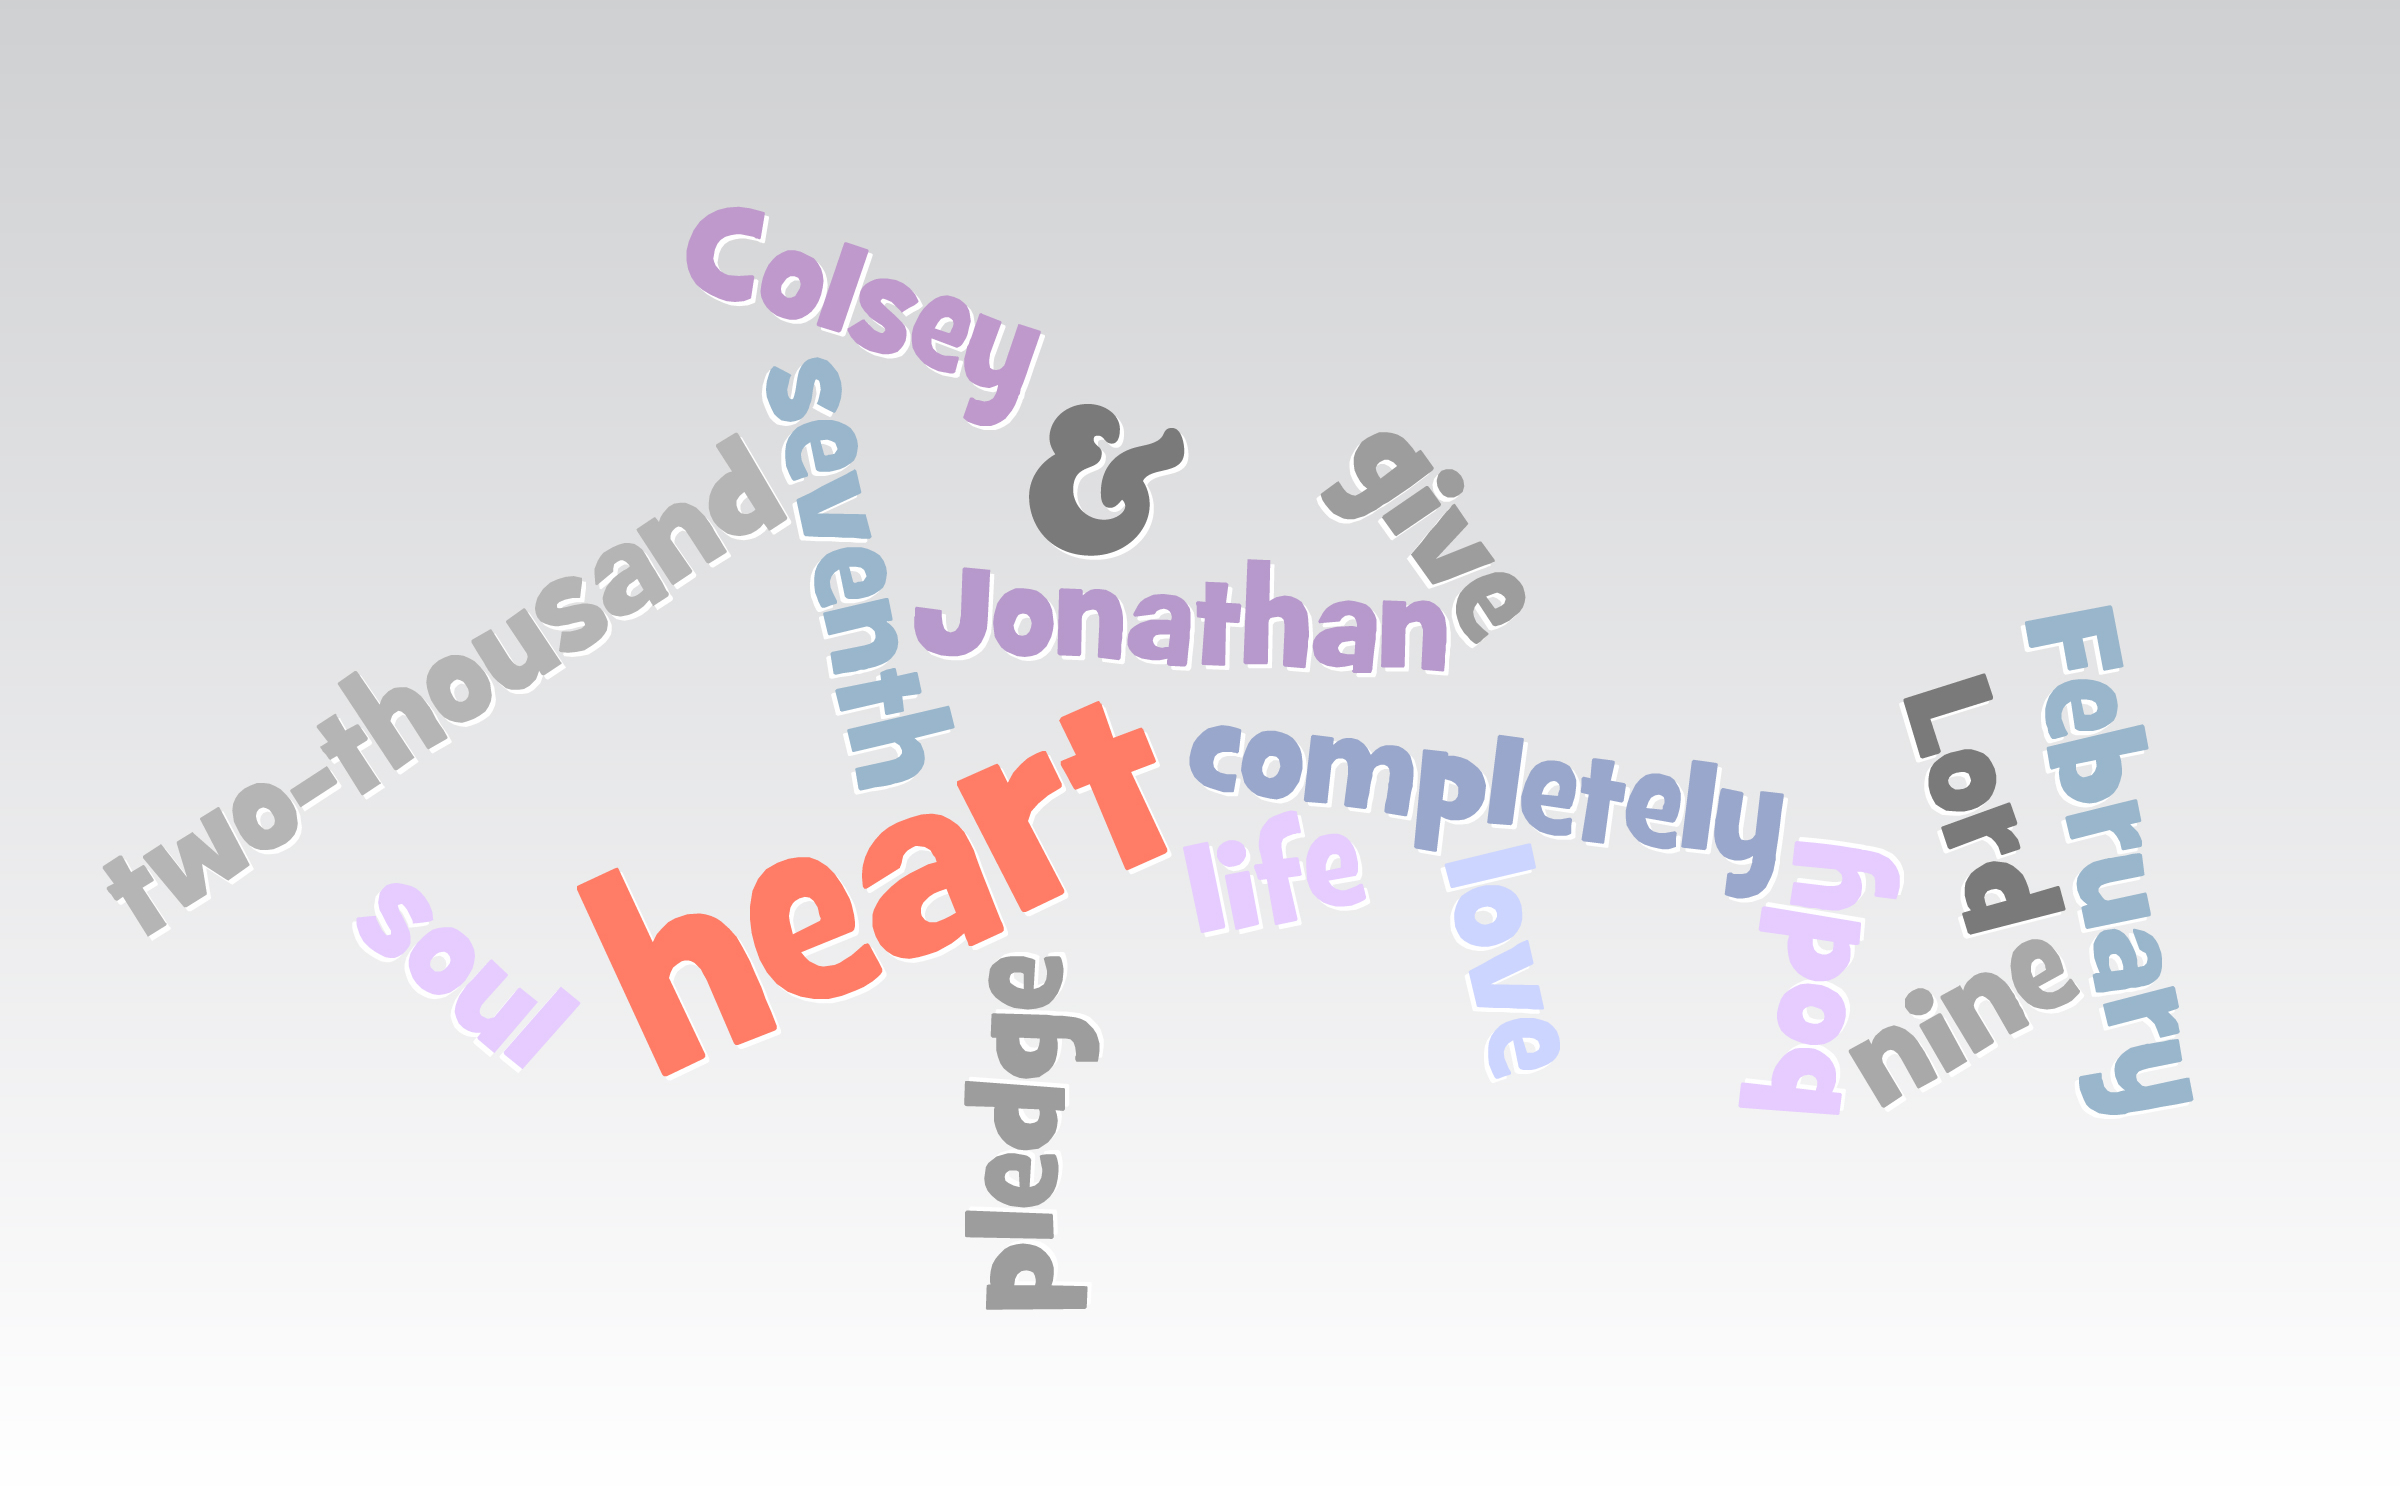 Colsey
&
Jonathan
give
seventh
two-thousand
heart
completely
life
love
soul
pledge
body
Lord
nine
February